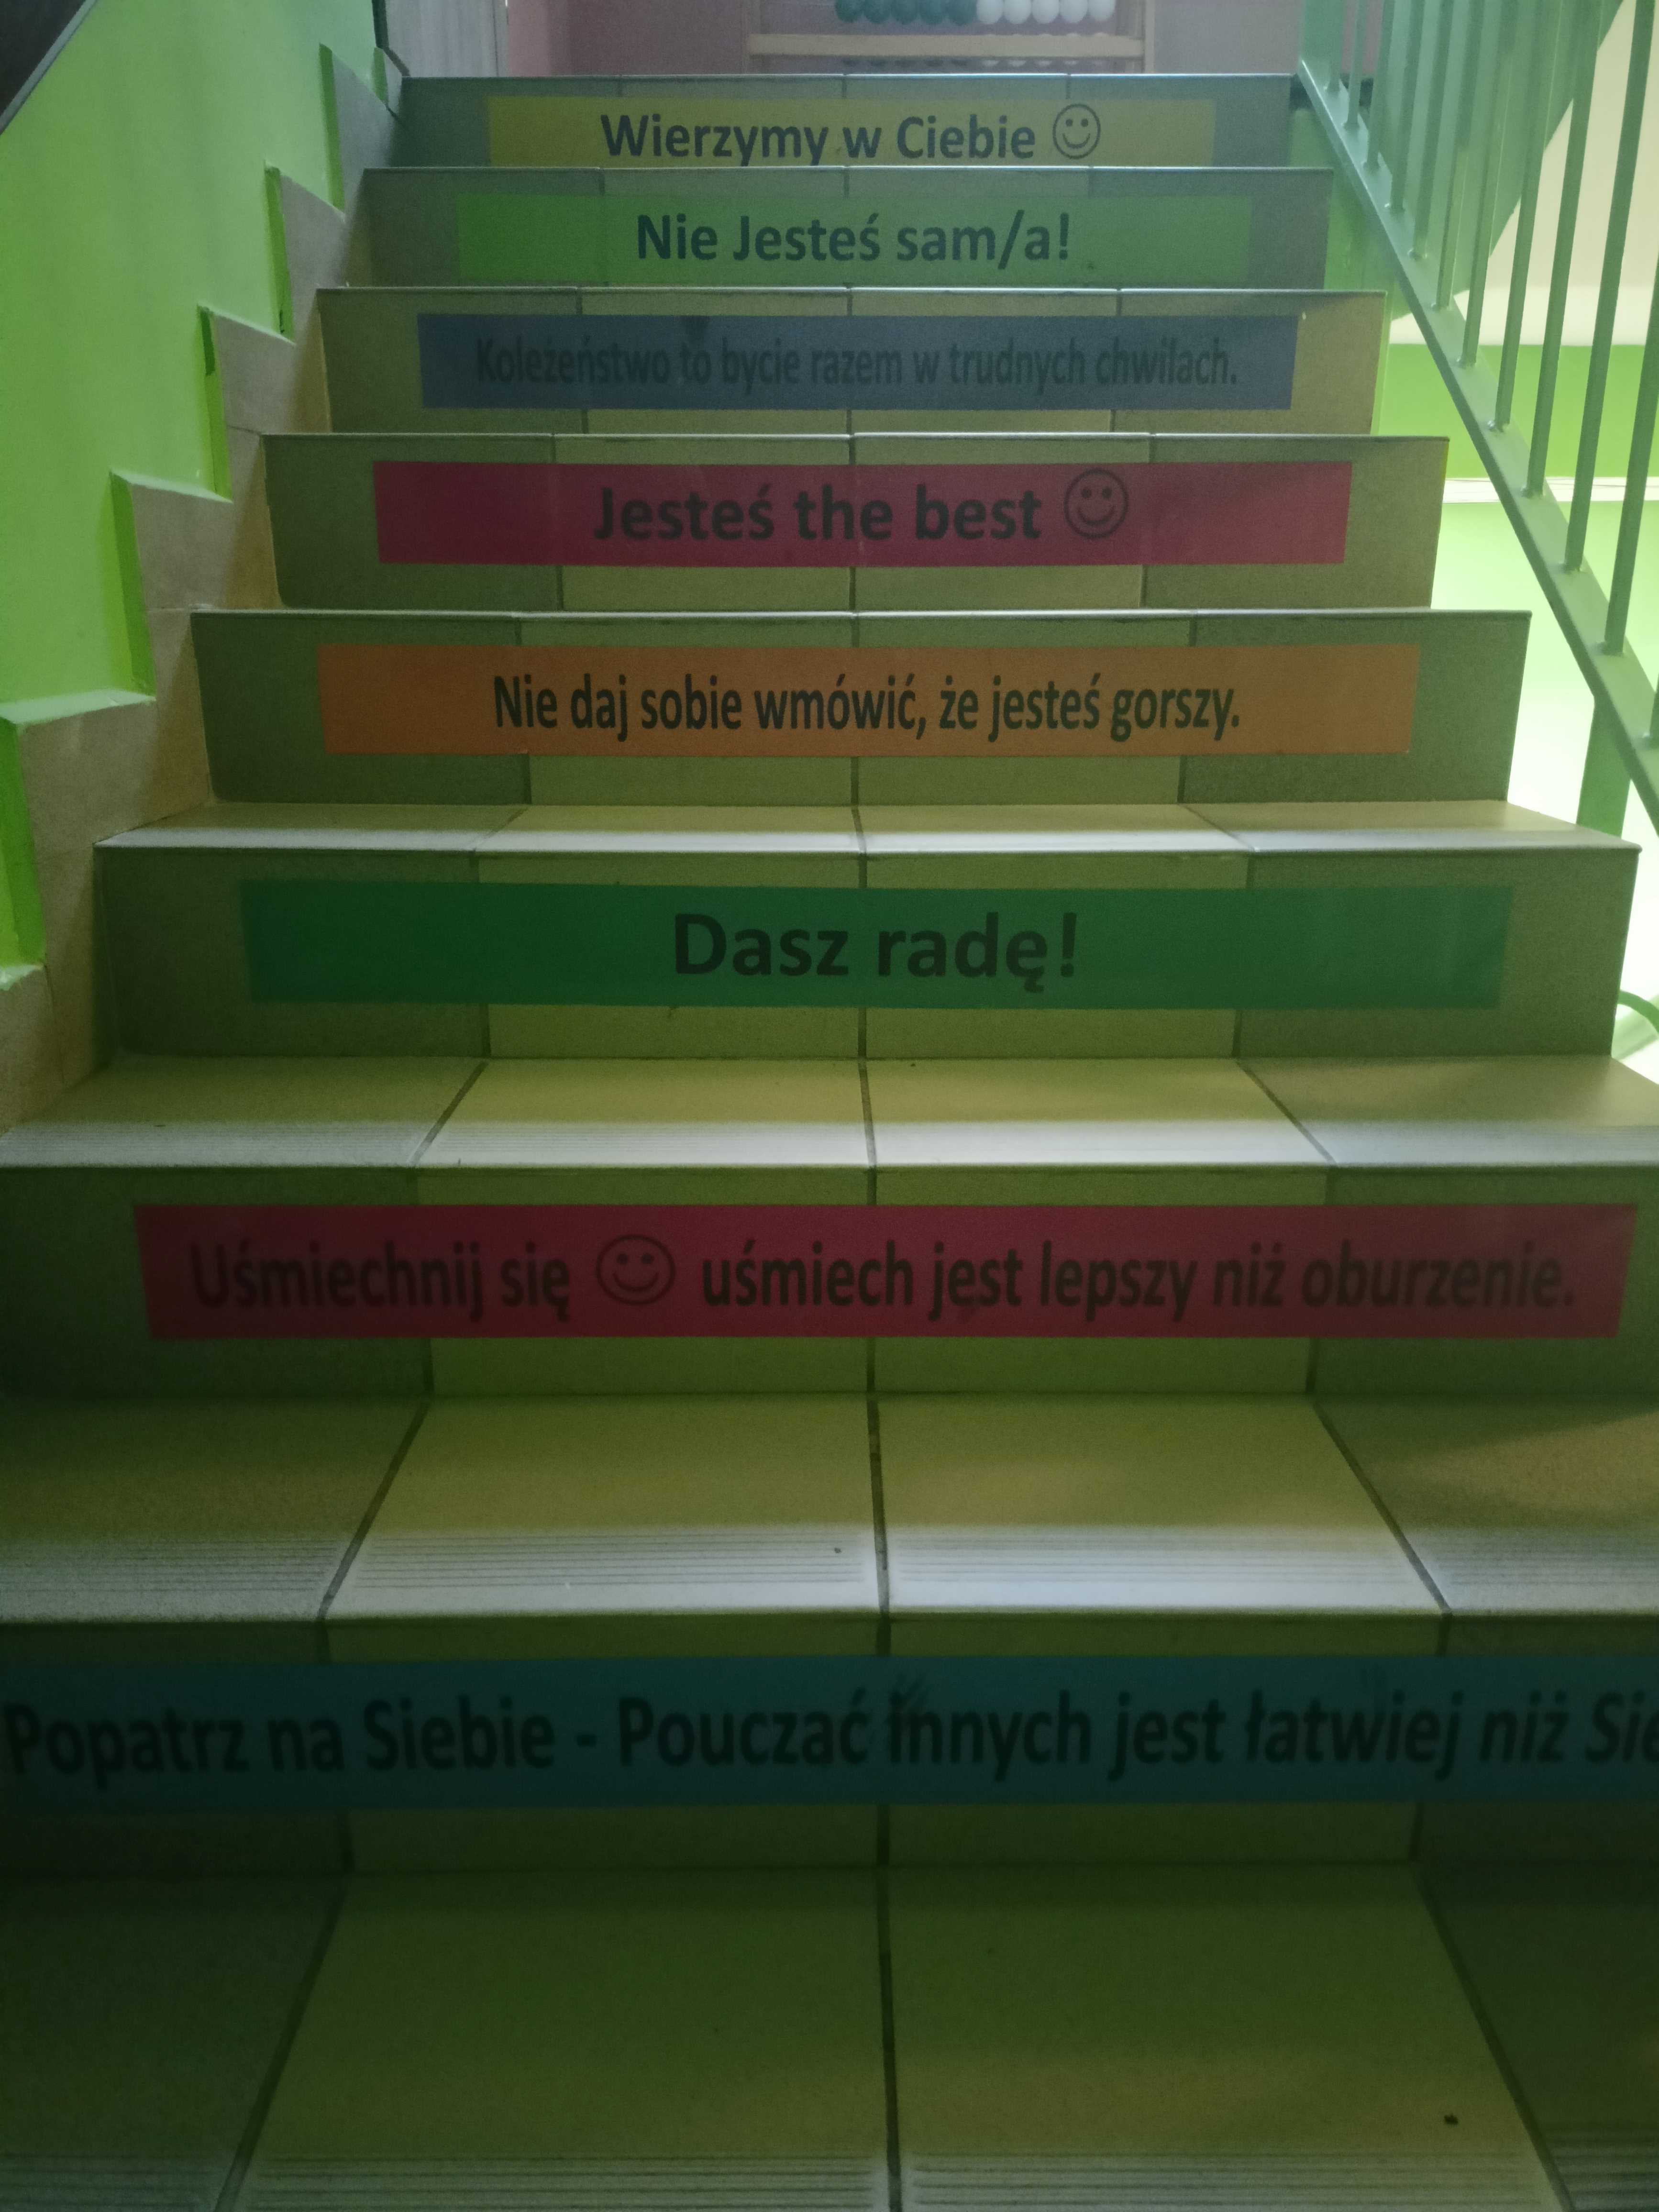 Wierzymy w Ciebie ☺
Nie Jesteś sam/a!
Koleżeństwo to bycie razem w trudnych chwilach.
Jesteś the best ☺
Nie daj sobie wmówić, że jesteś gorszy.
Dasz radę!
Uśmiechnij się ☺ uśmiech jest lepszy niż oburzenie.
Popatrz na Siebie - Pouczać innych jest łatwiej niż